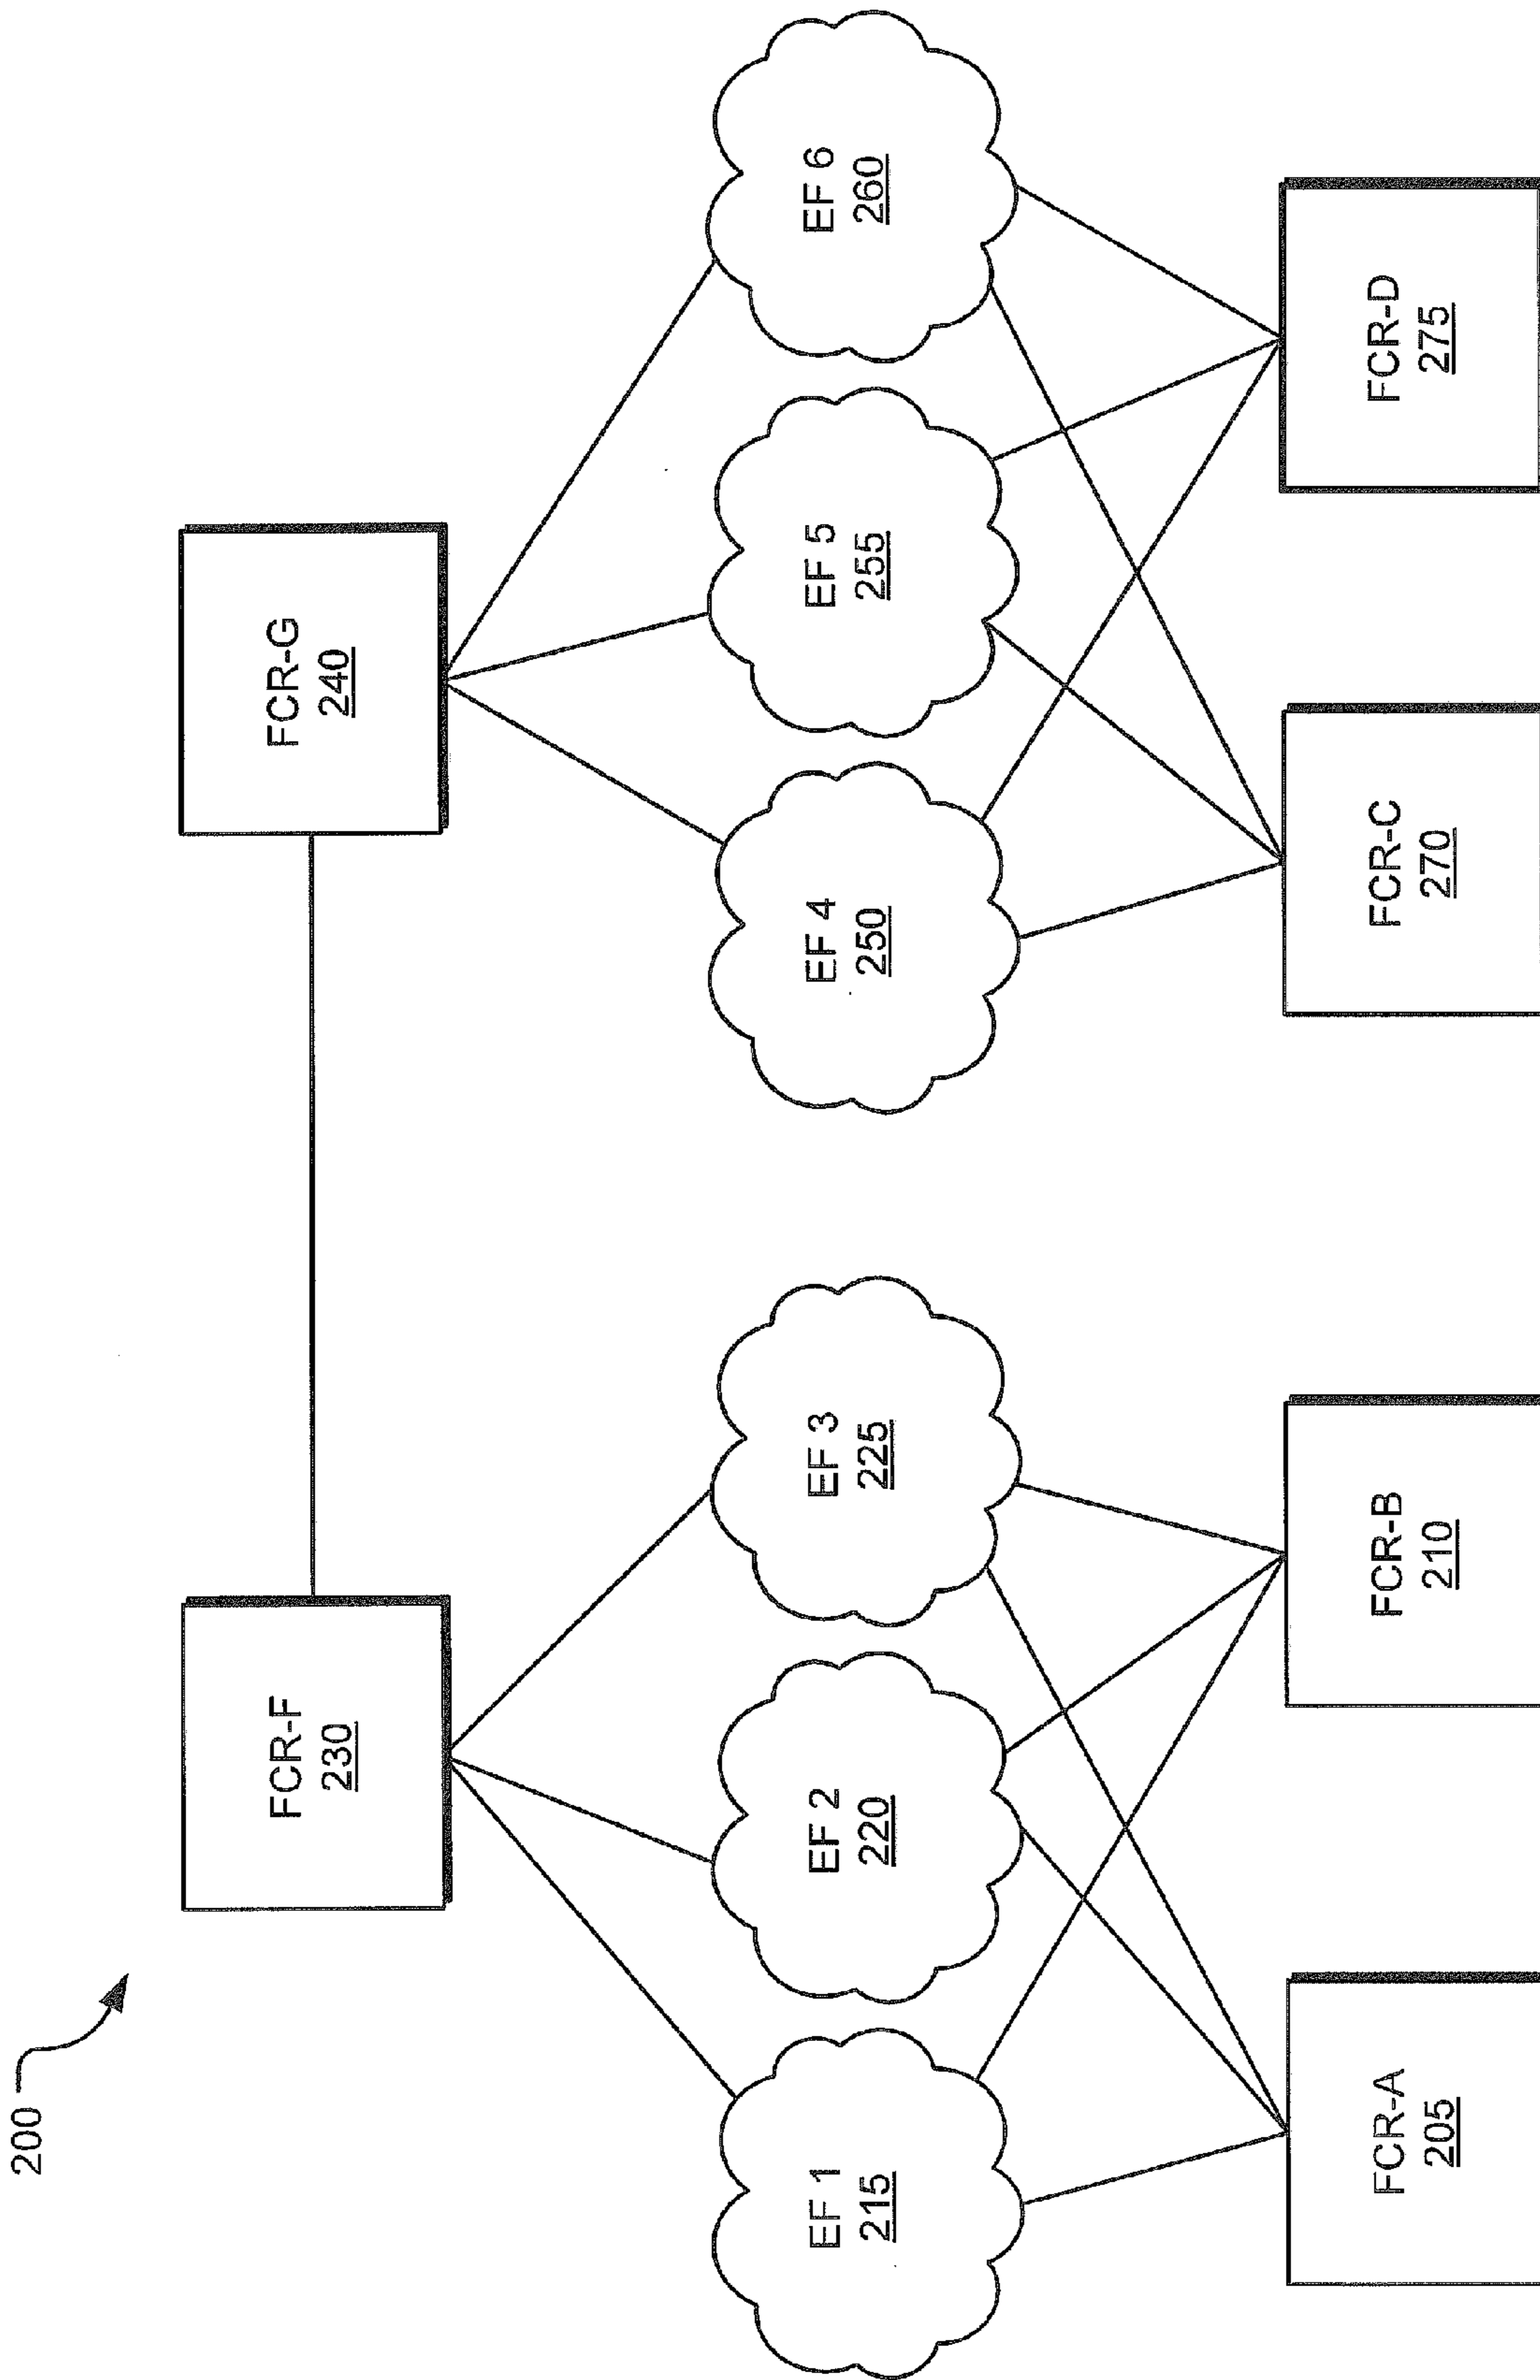 200
FCR-F
230
FCR-G
240
EF 1
215
EF 2
220
EF 3
225
EF 4
250
EF 5
255
EF 6
260
FCR-A
205
FCR-B
210
FCR-C
270
FCR-D
275